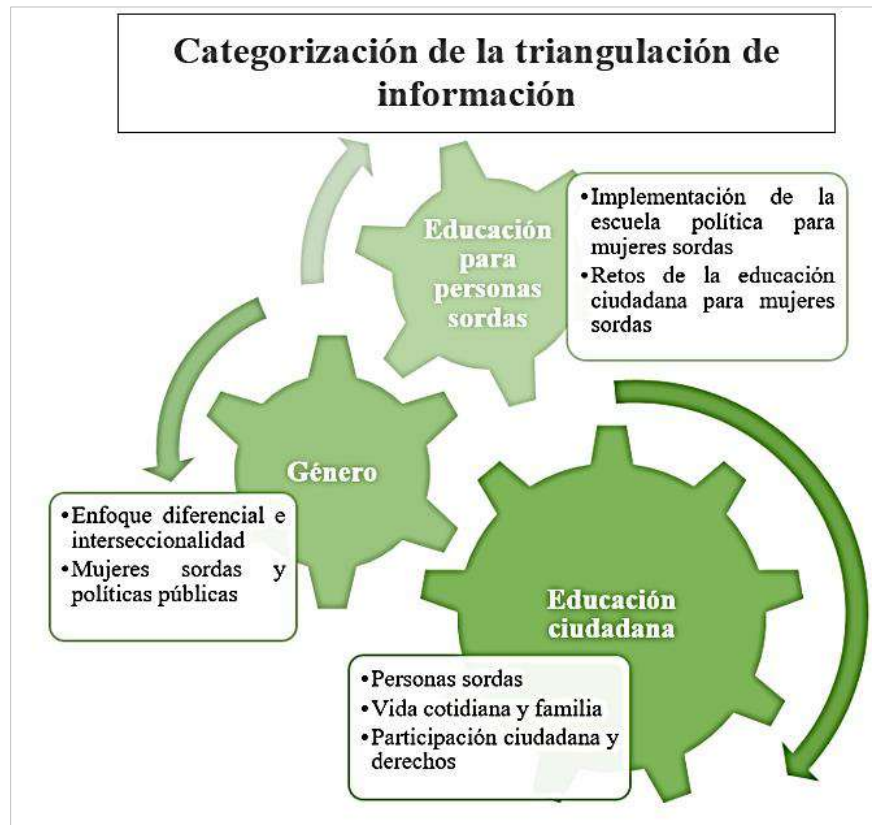 Categorización de la triangulación de
información
Educación
para
personas
sordas
•Implementación de la
escuela política para
mujeres sordas
•Retos de la educación
ciudadana para mujeres
sordas
Género
•Enfoque diferencial e
interseccionalidad
•Mujeres sordas y
políticas públicas
Educación
ciudadana
•Personas sordas
•Vida cotidiana y familia
•Participación ciudadana y
derechos